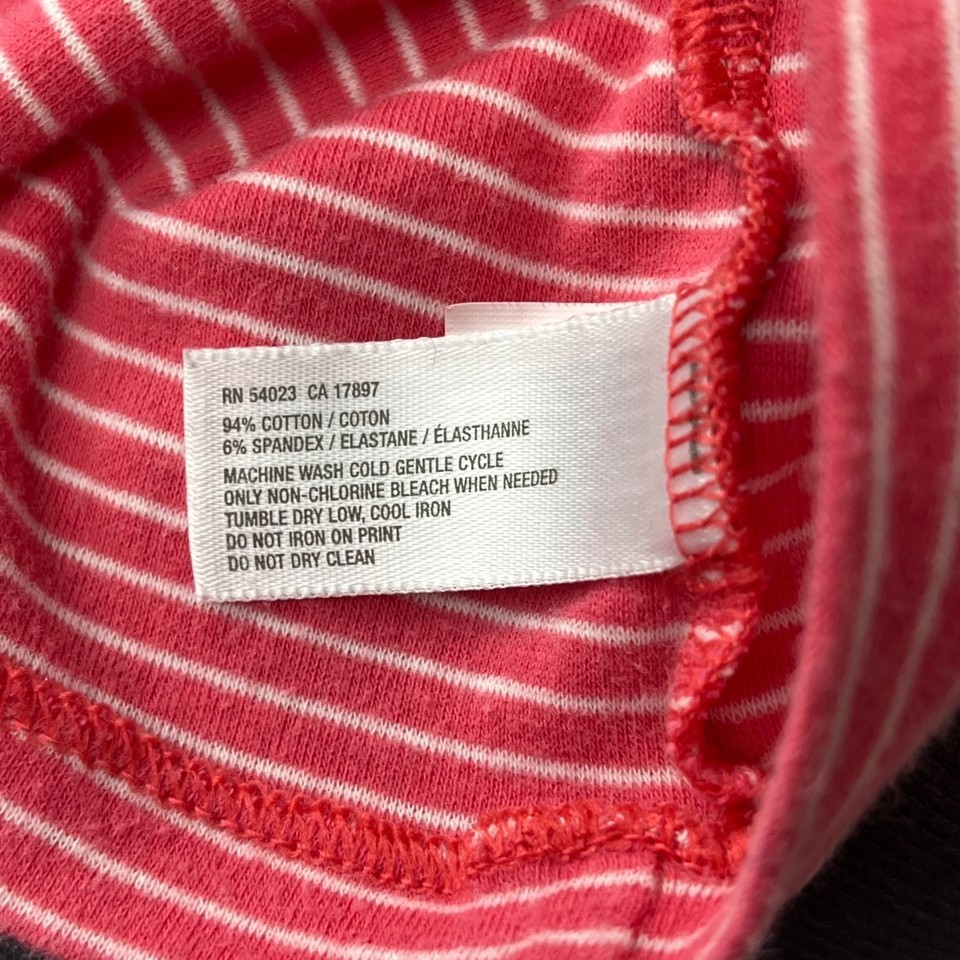 RN 54023 CA 17897
94% COTTON / COTON
6% SPANDEX / ELASTANE / ÉLASTHANNE
MACHINE WASH COLD GENTLE CYCLE
ONLY NON-CHLORINE BLEACH WHEN NEEDED
TUMBLE DRY LOW, COOL IRON
DO NOT IRON ON PRINT
DO NOT DRY CLEAN